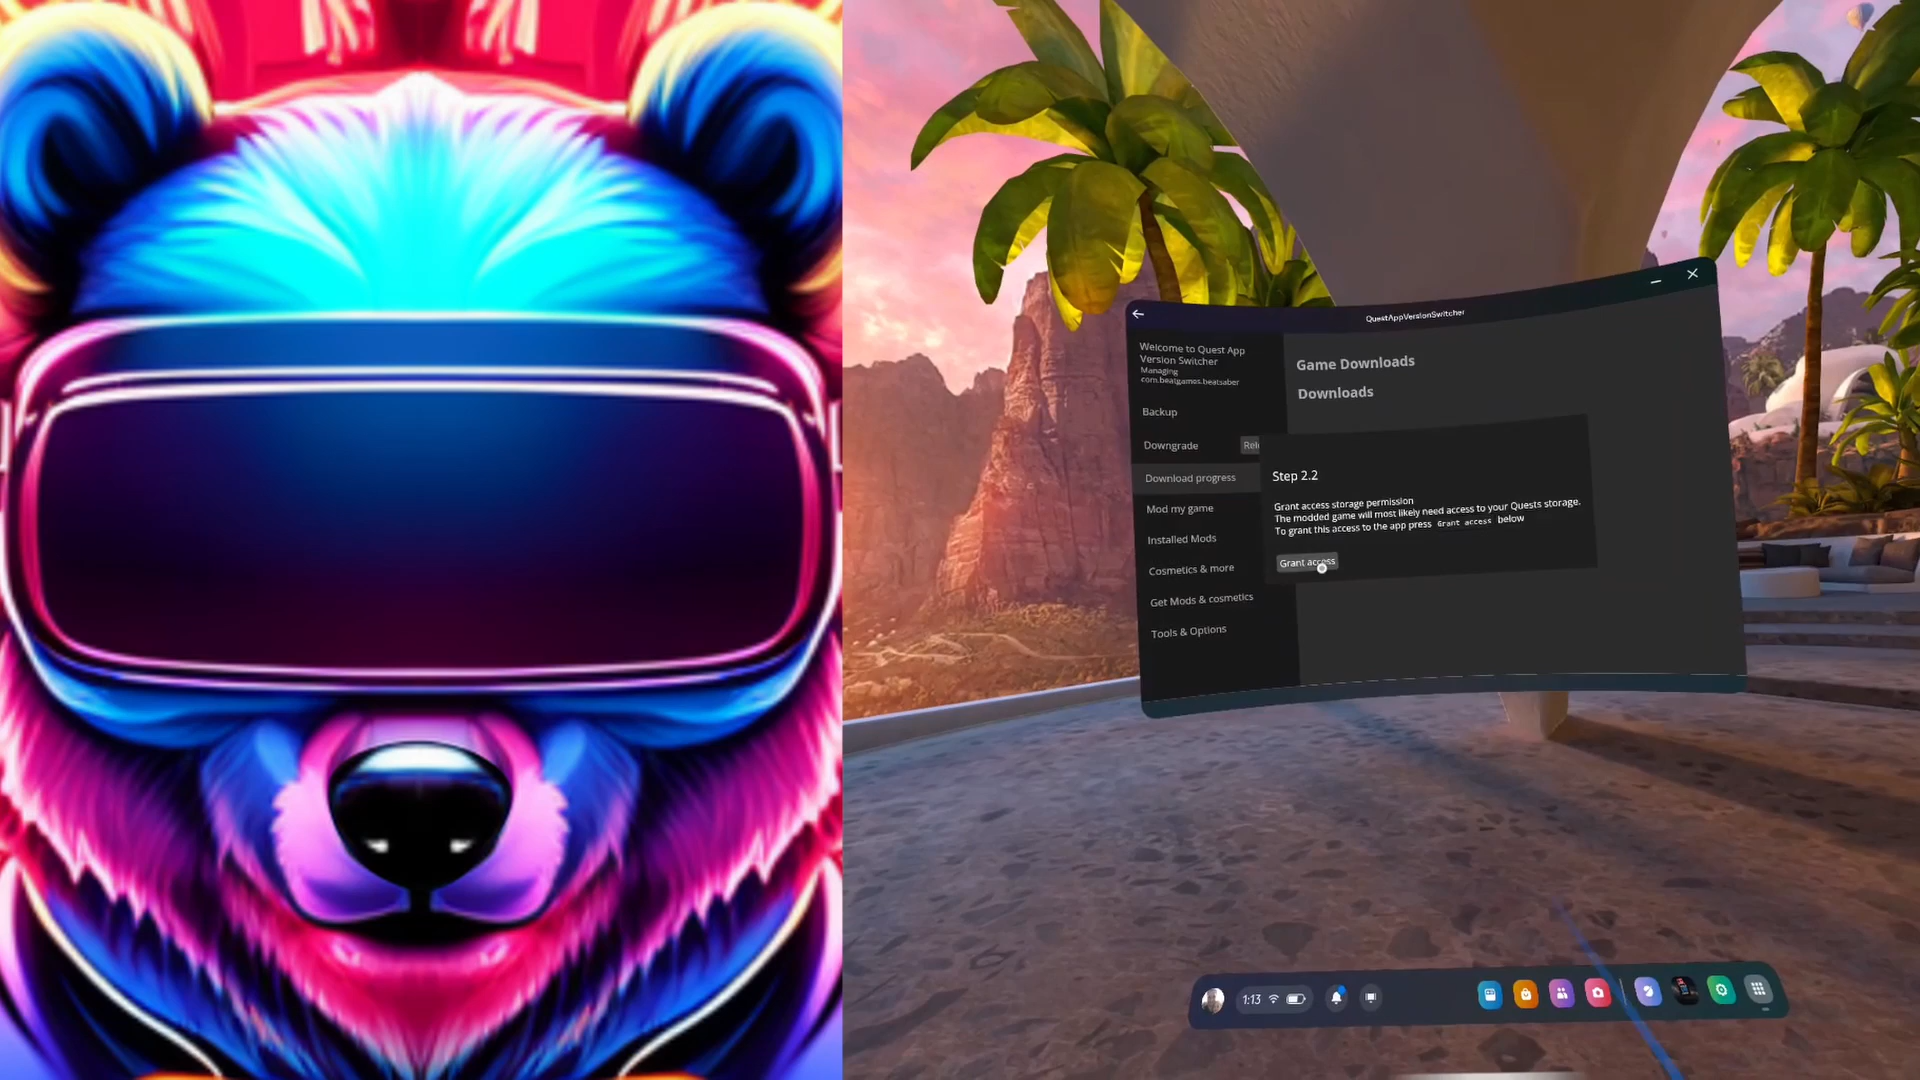 QuestAppVersionSwitcher
Welcome to Quest App
Version Switcher
Managing
com.beatgames.beatsaber
Backup
Downgrade
Download progress
Mod my game
Installed Mods
Cosmetics & more
Get Mods & cosmetics
Tools & Options
Game Downloads
Downloads
Step 2.2
Grant access storage permission
The modded game will most likely need access to your Quests storage.
To grant this access to the app press Grant access below
Grant access
1:13